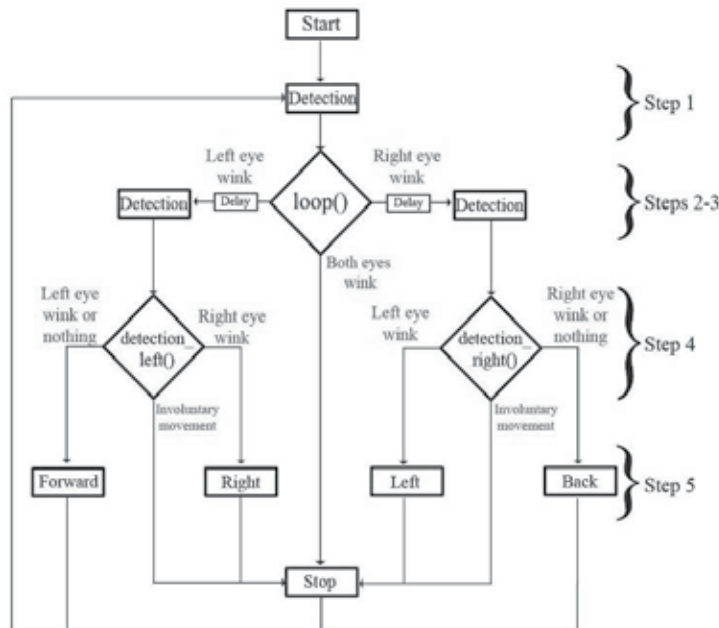 Start
Detection
Step 1
Left eye
wink
Right eye
wink
Detection
Delay
loop()
Delay
Detection
Steps 2-3
Both eyes
wink
Left eye
wink or
nothing
detection_
left()
Right eye
wink
Left eye
wink
detection_
right()
Right eye
wink or nothing
Step 4
Involuntary
movement
Involuntary
movement
Forward
Right
Left
Back
Step 5
Stop